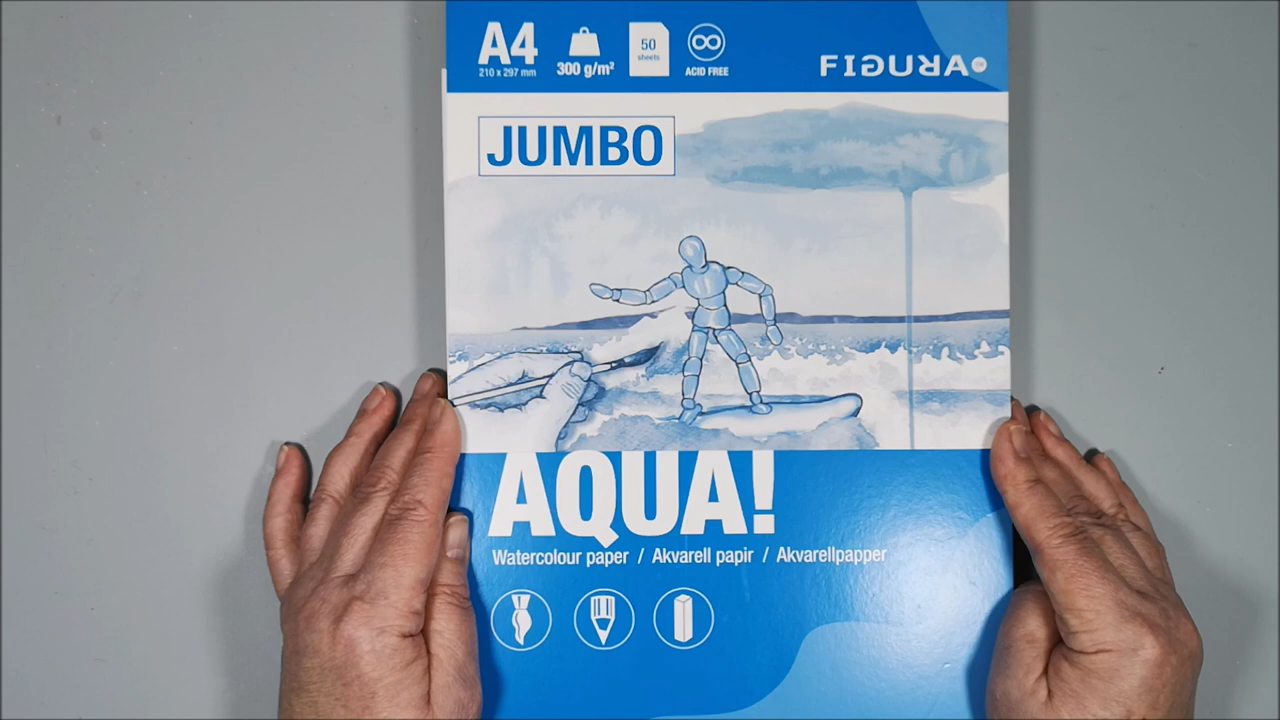 A4
210 x 297 mm
300 g/m²
50
sheets
ACID FREE
FIGURA
JUMBO
AQUA!
Watercolour paper / Akvarell papir / Akvarellpapper